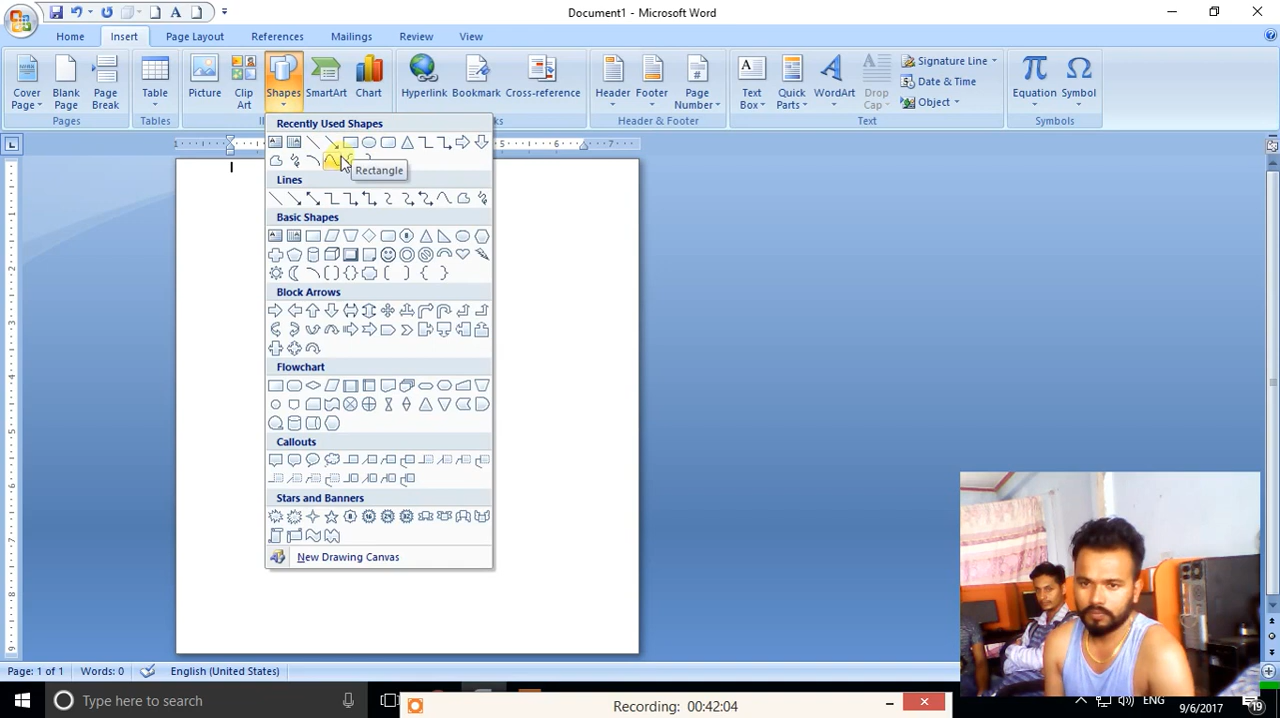 Document1 - Microsoft Word
Home Insert Page Layout References Mailings Review View
Cover Page
Blank Page
Page Break
Table
Picture
Clip Art
Shapes
SmartArt
Chart
Hyperlink
Bookmark
Cross-reference
Header
Footer
Page Number
Text Box
Quick Parts
WordArt
Drop Cap
Signature Line
Date & Time
Object
Equation
Symbol
Pages
Tables
Header & Footer
Text
Symbols
Recently Used Shapes
Rectangle
Lines
Basic Shapes
Block Arrows
Flowchart
Callouts
Stars and Banners
New Drawing Canvas
Page: 1 of 1 Words: 0 English (United States)
Type here to search
Recording: 00:42:04
ENG
9/6/2017
19